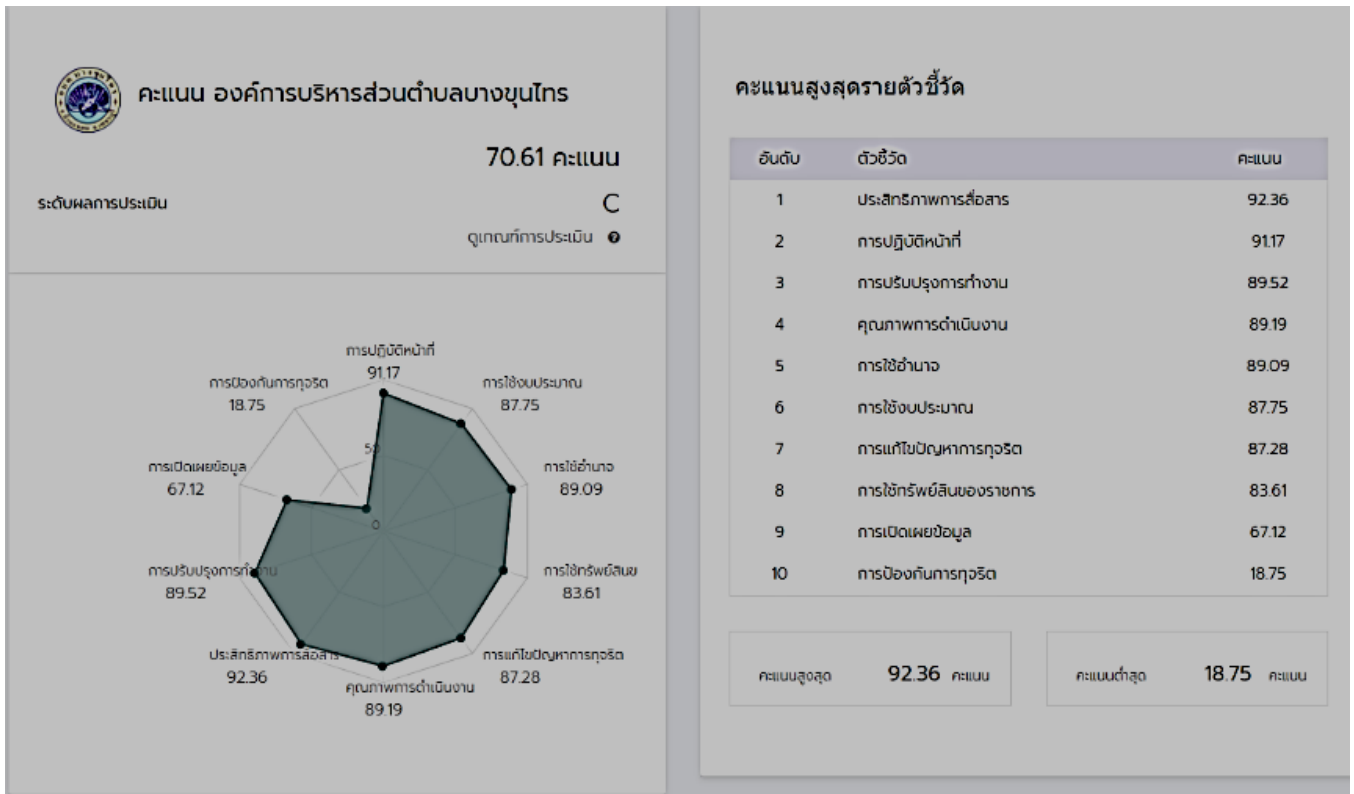 คะแนน องค์การบริหารส่วนตำบลบางขุนไทร
70.61 คะแนน
ระดับผลการประเมิน C
ดูเกณฑ์การประเมิน
การปฏิบัติหน้าที่
91.17
การใช้งบประมาณ
87.75
การใช้อำนาจ
89.09
การใช้ทรัพย์สินข
83.61
การแก้ไขปัญหาการทุจริต
87.28
คุณภาพการดำเนินงาน
89.19
ประสิทธิภาพการสื่อสาร
92.36
การปรับปรุงการทำงาน
89.52
การเปิดเผยข้อมูล
67.12
การป้องกันการทุจริต
18.75
50
0
คะแนนสูงสุดรายตัวชี้วัด
อันดับ ตัวชี้วัด คะแนน
1 ประสิทธิภาพการสื่อสาร 92.36
2 การปฏิบัติหน้าที่ 91.17
3 การปรับปรุงการทำงาน 89.52
4 คุณภาพการดำเนินงาน 89.19
5 การใช้อำนาจ 89.09
6 การใช้งบประมาณ 87.75
7 การแก้ไขปัญหาการทุจริต 87.28
8 การใช้ทรัพย์สินของราชการ 83.61
9 การเปิดเผยข้อมูล 67.12
10 การป้องกันการทุจริต 18.75
คะแนนสูงสุด 92.36 คะแนน
คะแนนต่ำสุด 18.75 คะแนน